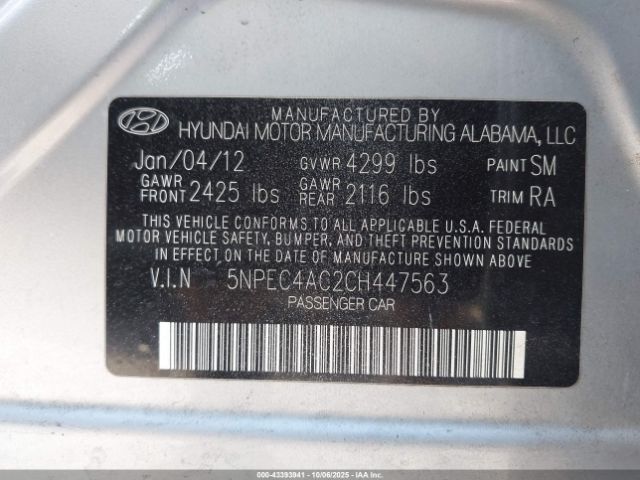 MANUFACTURED BY
HYUNDAI MOTOR MANUFACTURING ALABAMA, LLC
Jan/04/12 GVWR 4299 lbs PAINT SM
GAWR FRONT 2425 lbs GAWR REAR 2116 lbs TRIM RA
THIS VEHICLE CONFORMS TO ALL APPLICABLE U.S.A. FEDERAL
MOTOR VEHICLE SAFETY, BUMPER, AND THEFT PREVENTION STANDARDS
IN EFFECT ON THE DATE OF MANUFACTURE SHOWN ABOVE.
V.I.N 5NPEC4AC2CH447563
PASSENGER CAR
000-43393941 - 10/06/2025 - IAAI.COM